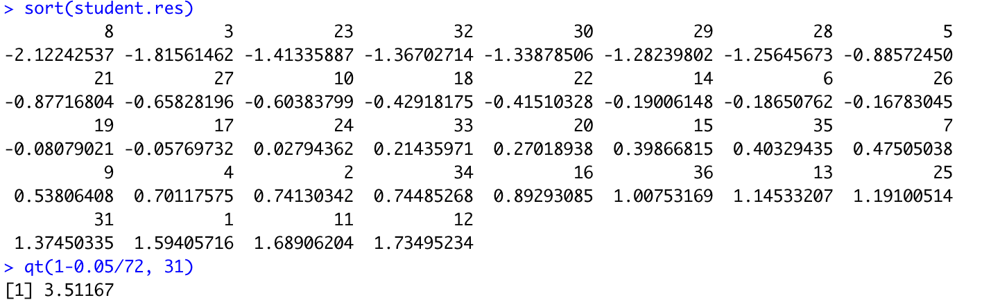 > sort(student.res)
8 3 23 32 30 29 28 5
-2.12242537 -1.81561462 -1.41335887 -1.36702714 -1.33878506 -1.28239802 -1.25645673 -0.88572450
21 27 10 18 22 14 6 26
-0.87716804 -0.65828196 -0.60383799 -0.42918175 -0.41510328 -0.19006148 -0.18650762 -0.16783045
19 17 24 33 20 15 35 7
-0.08079021 -0.05769732 0.02794362 0.21435971 0.27018938 0.39866815 0.40329435 0.47505038
9 4 2 34 16 36 13 25
0.53806408 0.70117575 0.74130342 0.74485268 0.89293085 1.00753169 1.14533207 1.19100514
31 1 11 12
1.37450335 1.59405716 1.68906204 1.73495234
> qt(1-0.05/72, 31)
[1] 3.51167